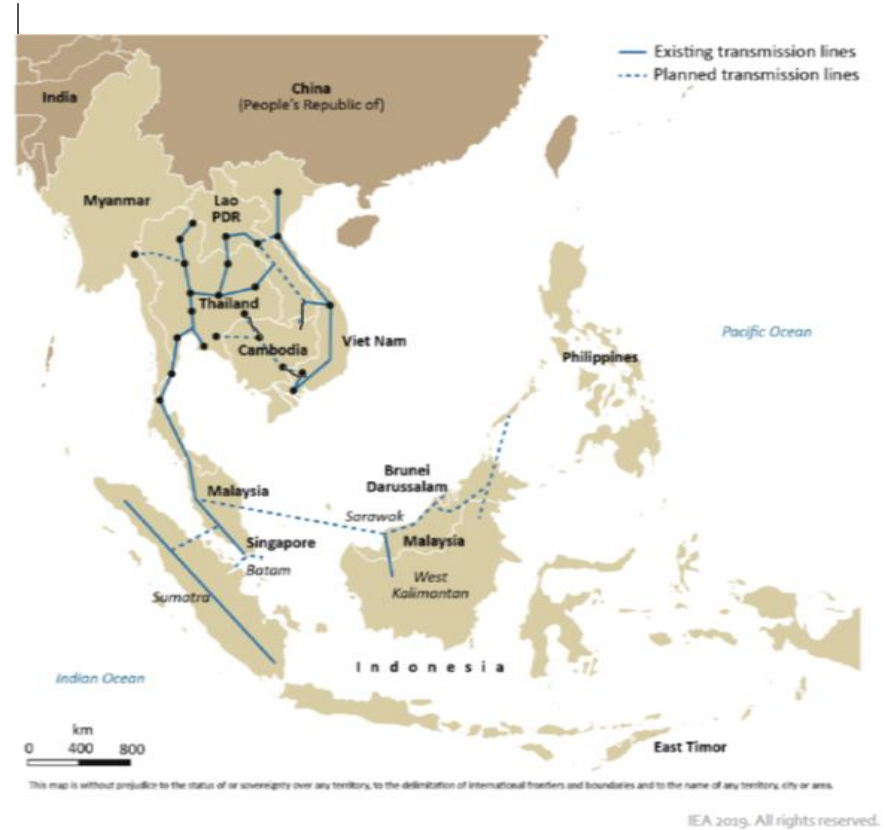 Existing transmission lines
Planned transmission lines
China
(People's Republic of)
India
Myanmar
Lao
PDR
Thailand
Cambodia
Viet Nam
Pacific Ocean
Philippines
Brunei
Darussalam
Malaysia
Sarawak
Malaysia
Singapore
Batam
West
Kalimantan
Sumatra
Indonesia
Indian Ocean
km
0 400 800
East Timor
This map is without prejudice to the status of or sovereignty over any territory, to the delimitation of international frontiers and boundaries and to the name of any territory, city or area.
IEA 2019. All rights reserved.